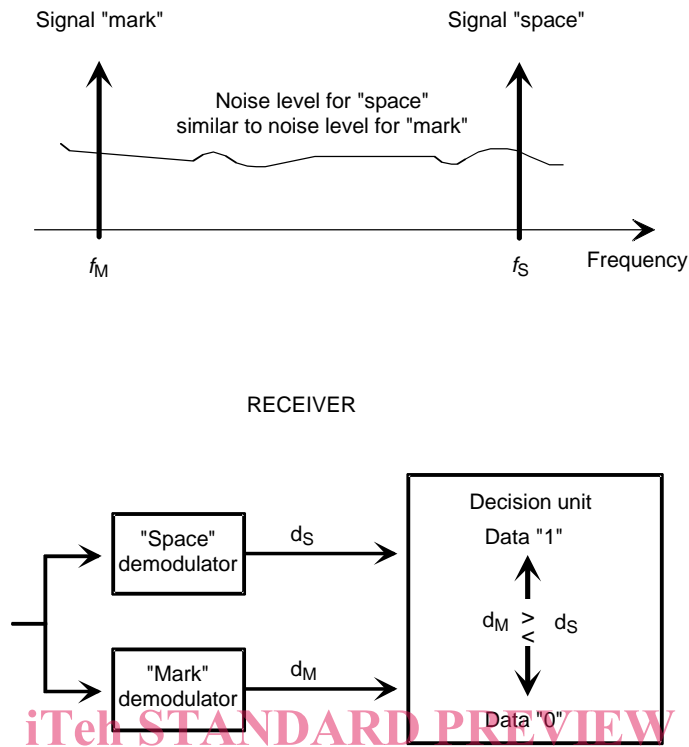 Signal "mark"
Signal "space"
Noise level for "space"
similar to noise level for "mark"
fM
fS
Frequency
RECEIVER
"Space"
demodulator
dS
"Mark"
demodulator
dM
Decision unit
Data "1"
dM > < dS
Data "0"
iTeh STANDARD PREVIEW